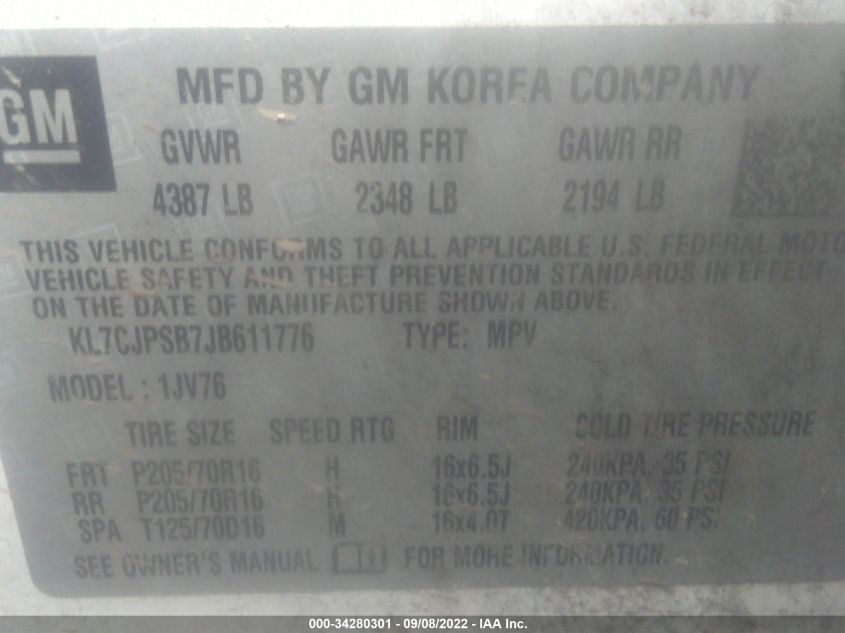 GM
MFD BY GM KOREA COMPANY
GVWR GAWR FRT GAWR RR
4387 LB 2348 LB 2194 LB
THIS VEHICLE CONFORMS TO ALL APPLICABLE U.S. FEDERAL MOTO
VEHICLE SAFETY AND THEFT PREVENTION STANDARDS IN EFFECT
ON THE DATE OF MANUFACTURE SHOWN ABOVE.
KL7CJPSB7JB611776 TYPE: MPV
MODEL : 1JV76
TIRE SIZE SPEED RTG RIM COLD TIRE PRESSURE
FRT P205/70R16 H 16x6.5J 240KPA, 35 PSI
RR P205/70R16 H 16x6.5J 240KPA, 35 PSI
SPA T125/70D16 M 16x4.0T 420KPA, 60 PSI
SEE OWNER'S MANUAL FOR MORE INFORMATION.
000-34280301 - 09/08/2022 - IAA Inc.